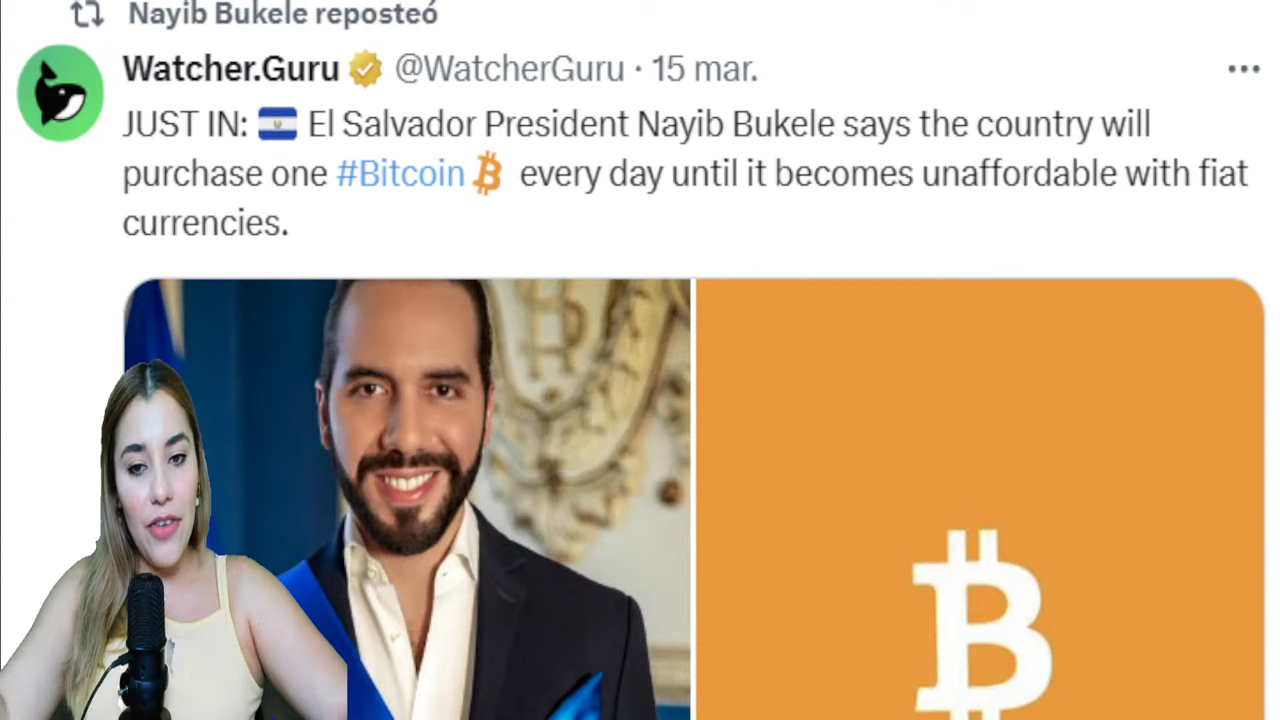 Nayib Bukele reposteó
Watcher.Guru @WatcherGuru · 15 mar.
JUST IN: 🇸🇻 El Salvador President Nayib Bukele says the country will
purchase one #Bitcoin every day until it becomes unaffordable with fiat
currencies.